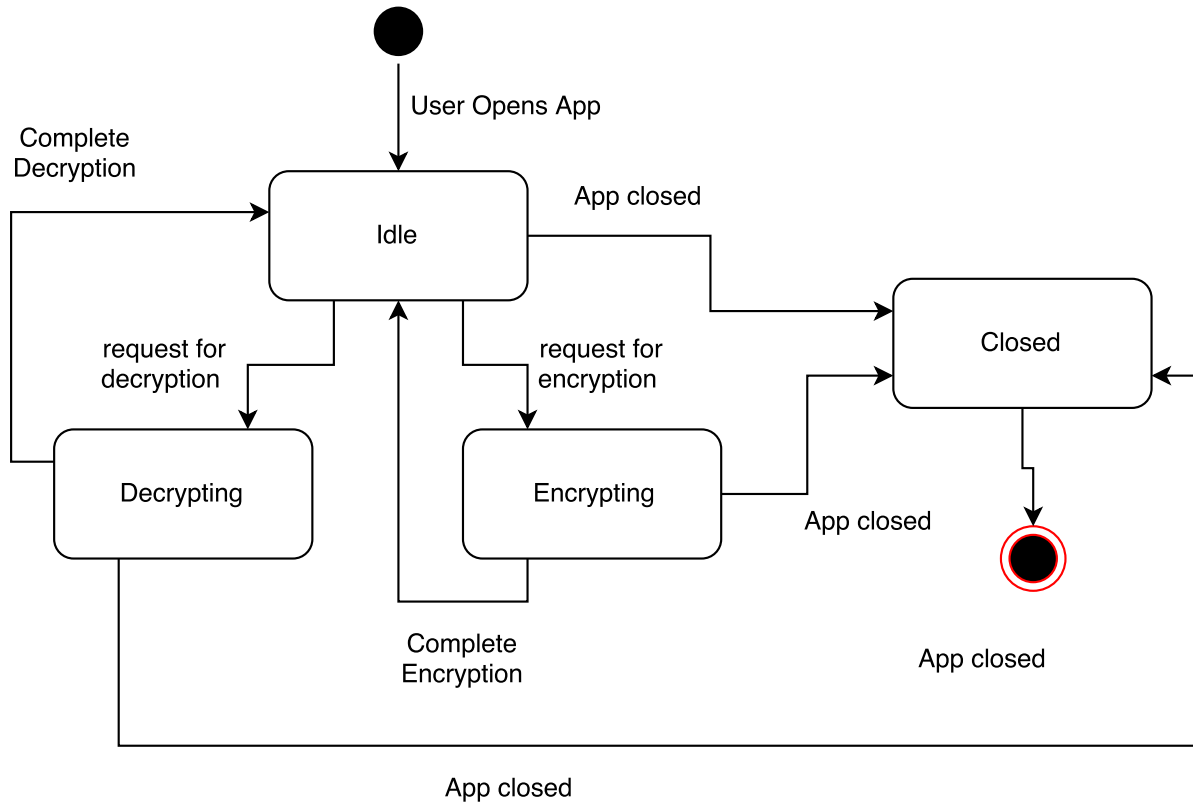 User Opens App
Complete
Decryption
App closed
Idle
Closed
request for
decryption
request for
encryption
Decrypting
Encrypting
App closed
Complete
Encryption
App closed
App closed